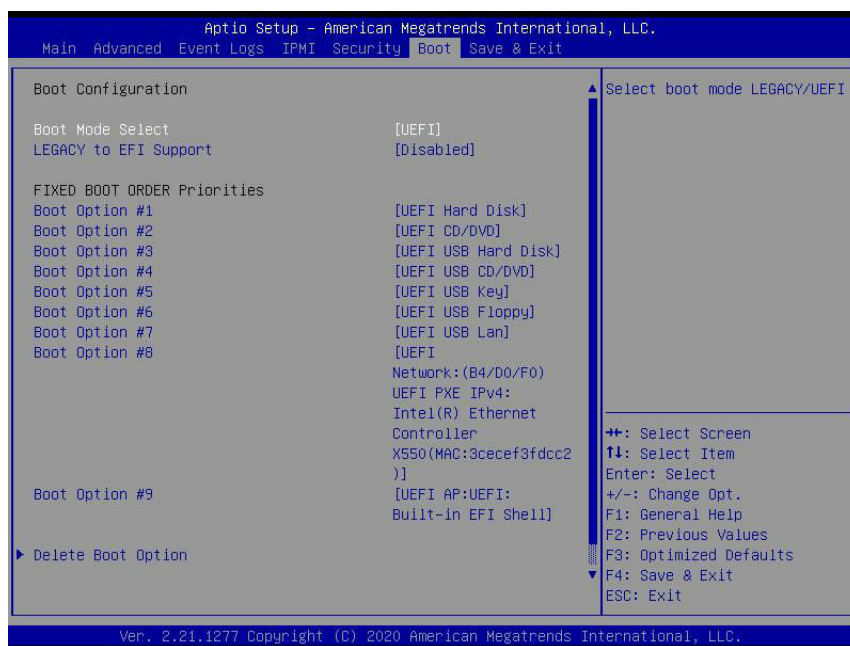 Aptio Setup – American Megatrends International, LLC.
Main Advanced Event Logs IPMI Security Boot Save & Exit
Boot Configuration
Boot Mode Select [UEFI]
LEGACY to EFI Support [Disabled]
FIXED BOOT ORDER Priorities
Boot Option #1 [UEFI Hard Disk]
Boot Option #2 [UEFI CD/DVD]
Boot Option #3 [UEFI USB Hard Disk]
Boot Option #4 [UEFI USB CD/DVD]
Boot Option #5 [UEFI USB Key]
Boot Option #6 [UEFI USB Floppy]
Boot Option #7 [UEFI USB Lan]
Boot Option #8 [UEFI
Network:(B4/D0/F0)
UEFI PXE IPv4:
Intel(R) Ethernet
Controller
X550(MAC:3cecef3fdcc2
)]
Boot Option #9 [UEFI AP:UEFI:
Built-in EFI Shell]
Delete Boot Option
Select boot mode LEGACY/UEFI
→←: Select Screen
↑↓: Select Item
Enter: Select
+/-: Change Opt.
F1: General Help
F2: Previous Values
F3: Optimized Defaults
F4: Save & Exit
ESC: Exit
Ver. 2.21.1277 Copyright (C) 2020 American Megatrends International, LLC.